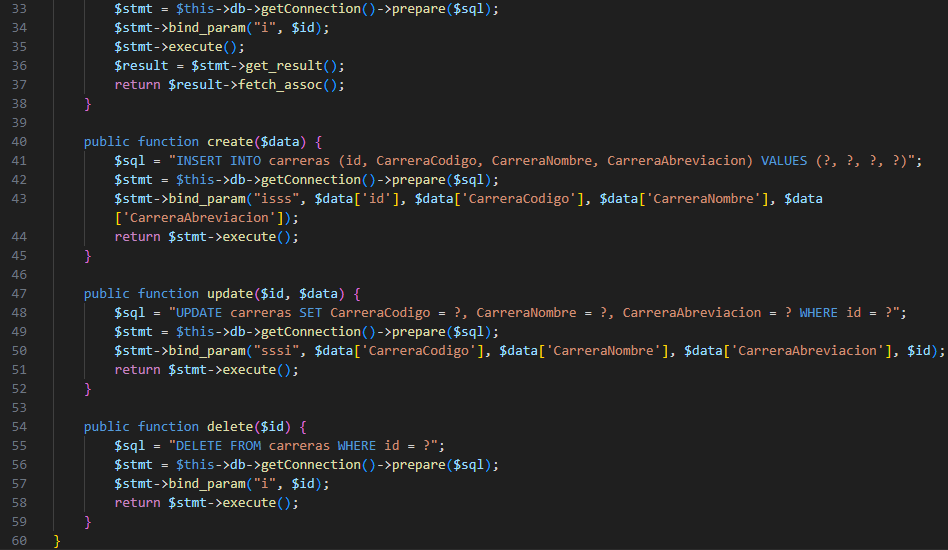 33 $stmt = $this->db->getConnection()->prepare($sql);
34 $stmt->bind_param("i", $id);
35 $stmt->execute();
36 $result = $stmt->get_result();
37 return $result->fetch_assoc();
38 }
39
40 public function create($data) {
41 $sql = "INSERT INTO carreras (id, CarreraCodigo, CarreraNombre, CarreraAbreviacion) VALUES (?, ?, ?, ?)";
42 $stmt = $this->db->getConnection()->prepare($sql);
43 $stmt->bind_param("isss", $data['id'], $data['CarreraCodigo'], $data['CarreraNombre'], $data
['CarreraAbreviacion']);
44 return $stmt->execute();
45 }
46
47 public function update($id, $data) {
48 $sql = "UPDATE carreras SET CarreraCodigo = ?, CarreraNombre = ?, CarreraAbreviacion = ? WHERE id = ?";
49 $stmt = $this->db->getConnection()->prepare($sql);
50 $stmt->bind_param("sssi", $data['CarreraCodigo'], $data['CarreraNombre'], $data['CarreraAbreviacion'], $id);
51 return $stmt->execute();
52 }
53
54 public function delete($id) {
55 $sql = "DELETE FROM carreras WHERE id = ?";
56 $stmt = $this->db->getConnection()->prepare($sql);
57 $stmt->bind_param("i", $id);
58 return $stmt->execute();
59 }
60 }